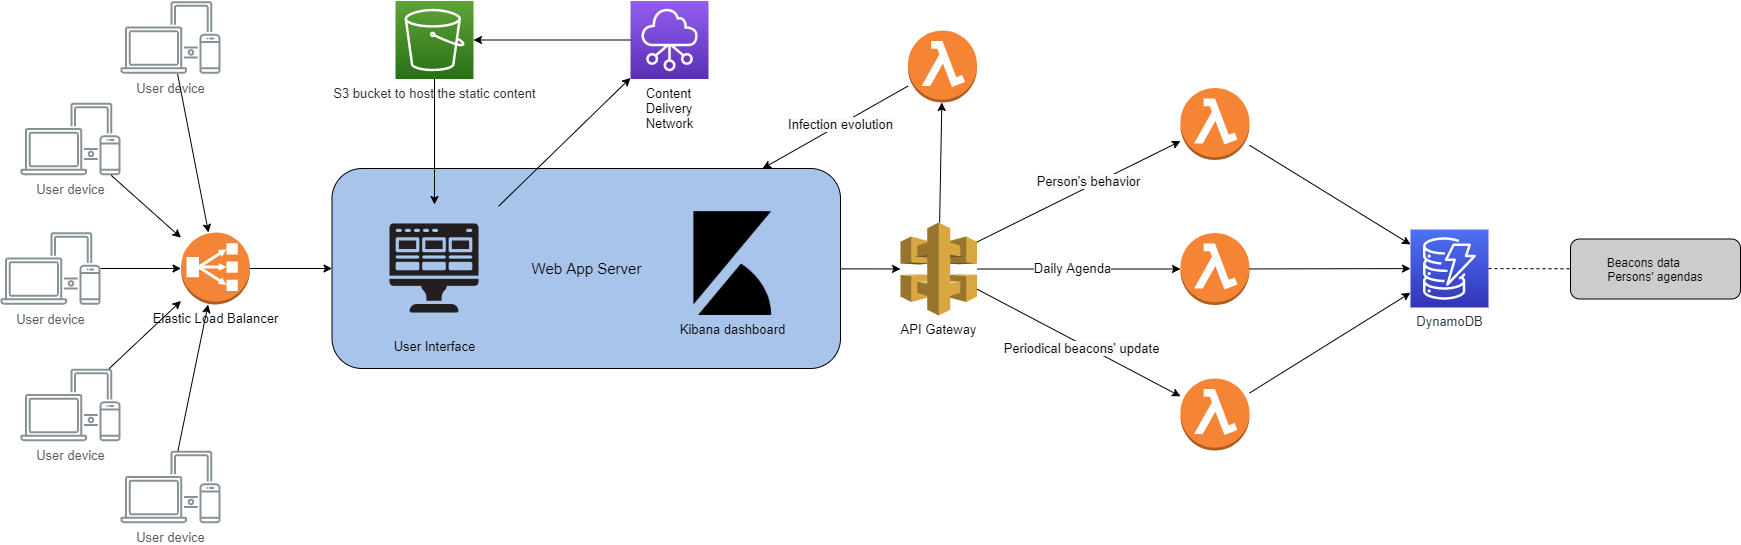 User device
User device
User device
User device
User device
Elastic Load Balancer
S3 bucket to host the static content
Content
Delivery
Network
User Interface
Web App Server
Kibana dashboard
Infection evolution
API Gateway
Person's behavior
Daily Agenda
Periodical beacons' update
DynamoDB
Beacons data
Persons' agendas